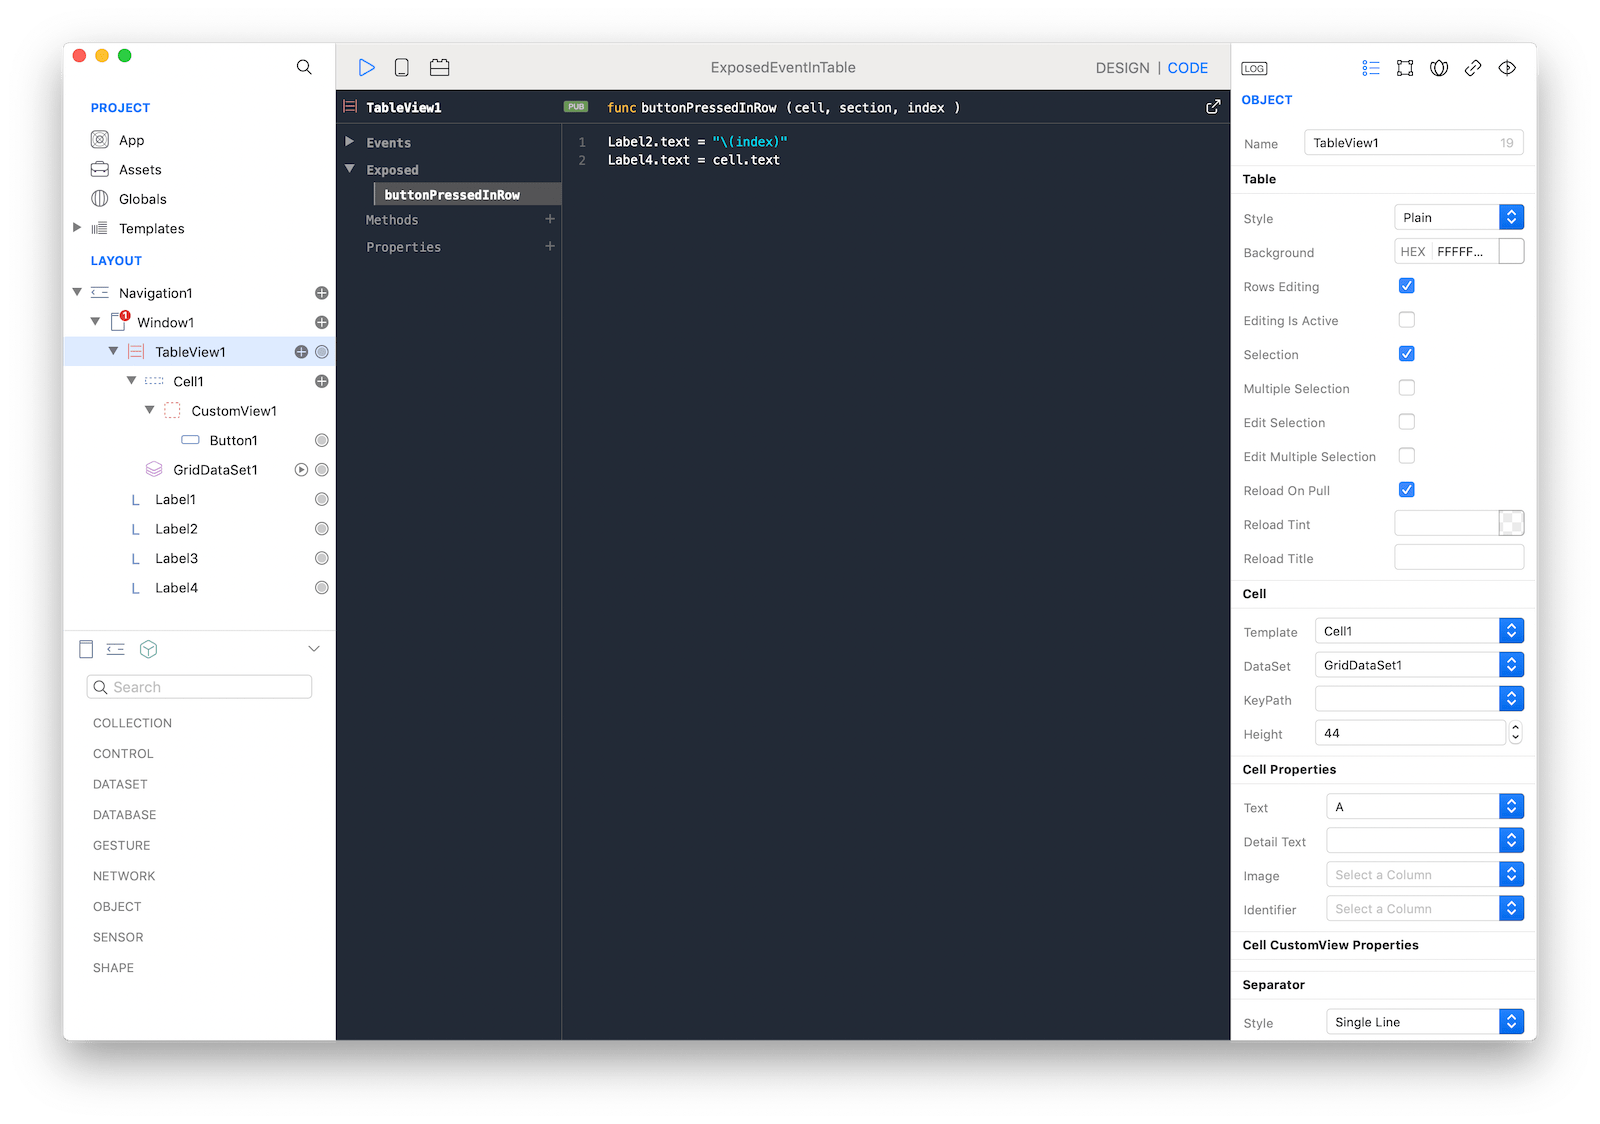 ExposedEventInTable
DESIGN | CODE
LOG
PROJECT
App
Assets
Globals
Templates
LAYOUT
Navigation1
1
Window1
TableView1
Cell1
CustomView1
Button1
GridDataSet1
L Label1
L Label2
L Label3
L Label4
Search
COLLECTION
CONTROL
DATASET
DATABASE
GESTURE
NETWORK
OBJECT
SENSOR
SHAPE
TableView1
Events
Exposed
buttonPressedInRow
Methods +
Properties +
PUB func buttonPressedInRow (cell, section, index )
1 Label2.text = "\(index)"
2 Label4.text = cell.text
OBJECT
Name TableView1 19
Table
Style Plain
Background HEX FFFFF...
Rows Editing
Editing Is Active
Selection
Multiple Selection
Edit Selection
Edit Multiple Selection
Reload On Pull
Reload Tint
Reload Title
Cell
Template Cell1
DataSet GridDataSet1
KeyPath
Height 44
Cell Properties
Text A
Detail Text
Image Select a Column
Identifier Select a Column
Cell CustomView Properties
Separator
Style Single Line